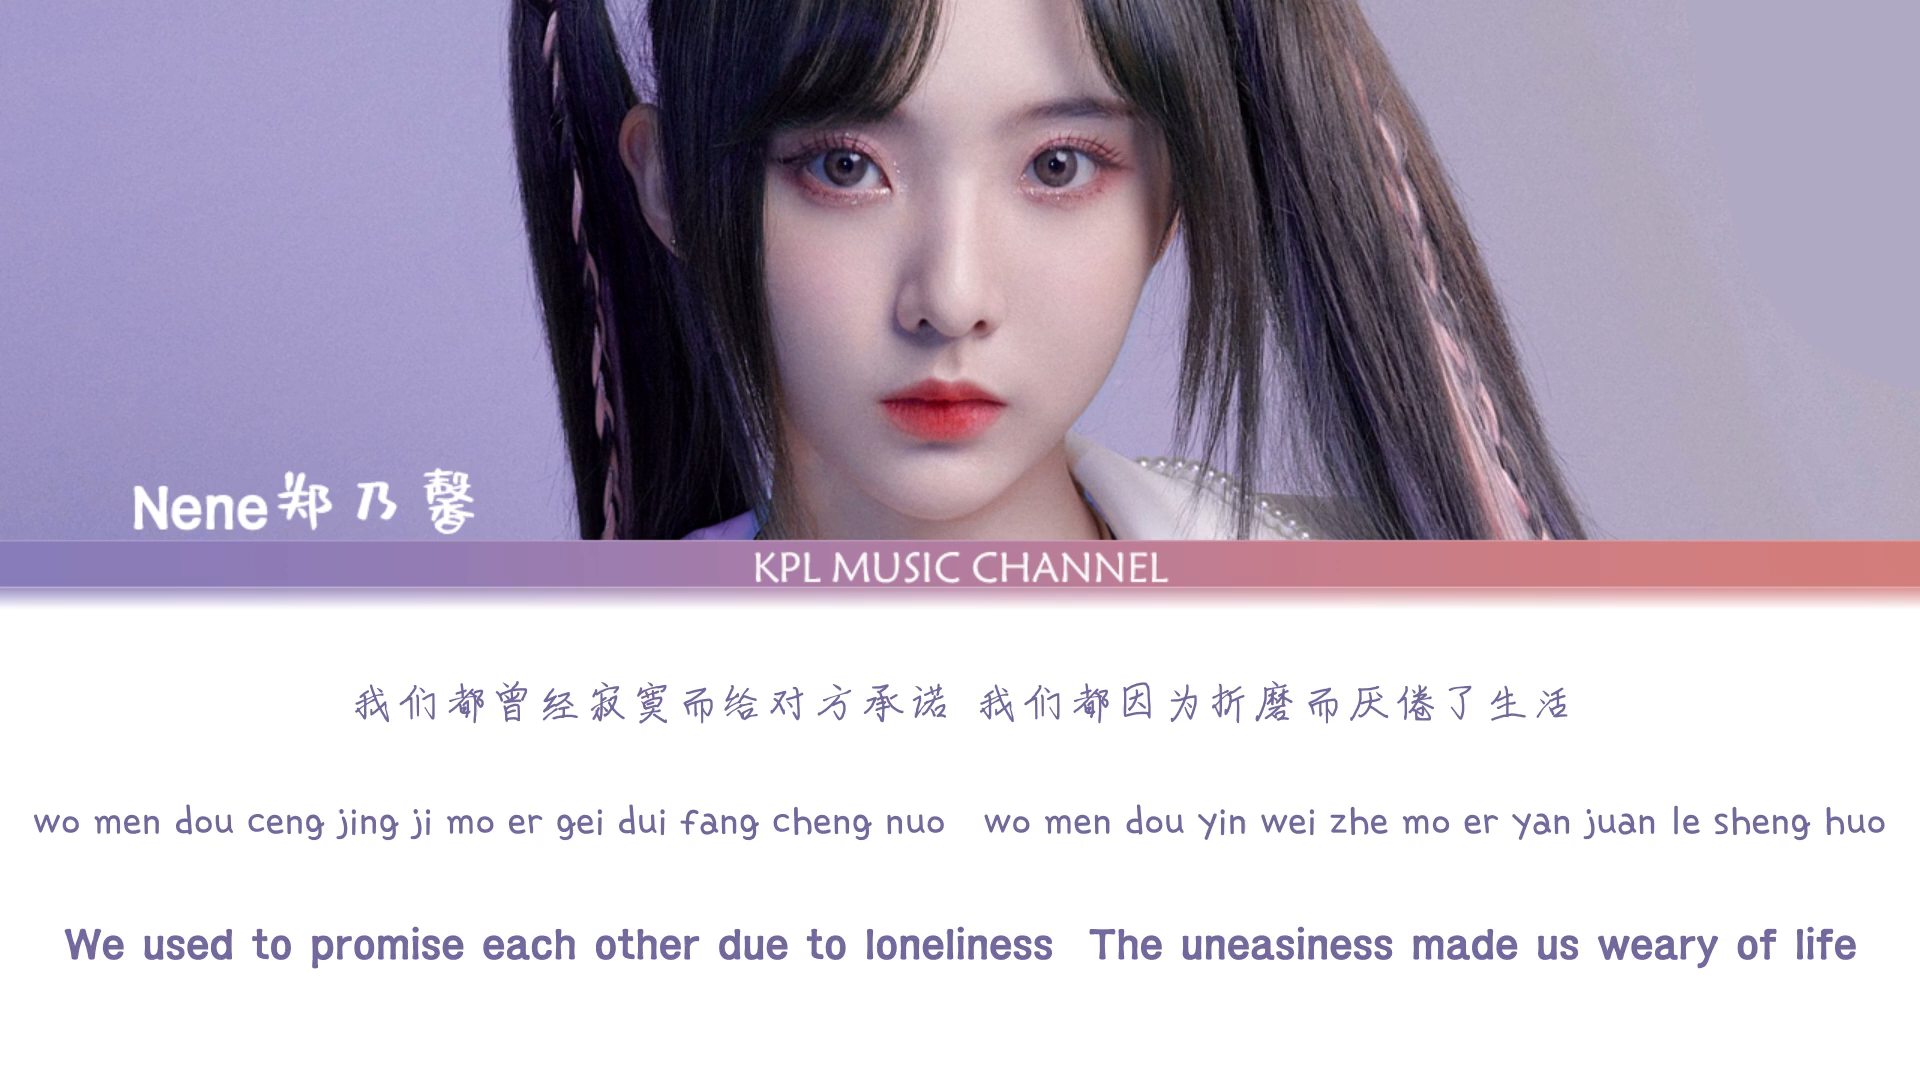 Nene郑乃馨
KPL MUSIC CHANNEL
我们都曾经寂寞而给对方承诺 我们都因为折磨而厌倦了生活
wo men dou ceng jing ji mo er gei dui fang cheng nuo wo men dou yin wei zhe mo er yan juan le sheng huo
We used to promise each other due to loneliness The uneasiness made us weary of life